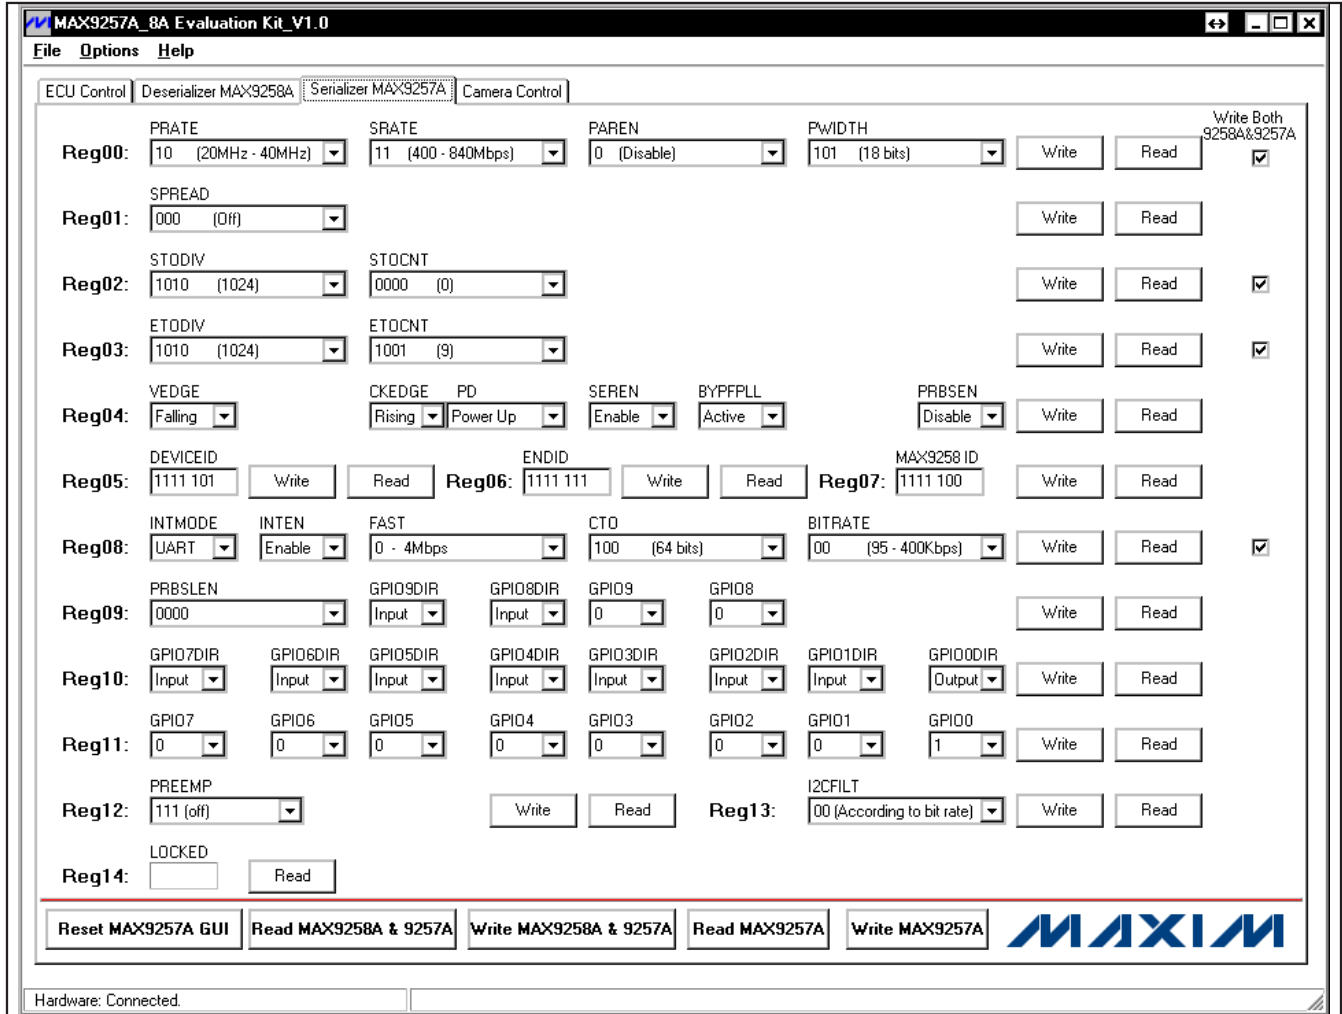 MAX9257A_8A Evaluation Kit_V1.0
File Options Help
ECU Control Deserializer MAX9258A Serializer MAX9257A Camera Control
Write Both
9258A&9257A
PRATE SRATE PAREN PWIDTH
Reg00: 10 (20MHz - 40MHz) 11 (400 - 840Mbps) 0 (Disable) 101 (18 bits) Write Read
SPREAD
Reg01: 000 (Off) Write Read
STODIV STOCNT
Reg02: 1010 (1024) 0000 (0) Write Read
ETODIV ETOCNT
Reg03: 1010 (1024) 1001 (9) Write Read
VEDGE CKEDGE PD SEREN BYPFPLL PRBSEN
Reg04: Falling Rising Power Up Enable Active Disable Write Read
DEVICEID ENDID MAX9258 ID
Reg05: 1111 101 Write Read Reg06: 1111 111 Write Read Reg07: 1111 100 Write Read
INTMODE INTEN FAST CTO BITRATE
Reg08: UART Enable 0 - 4Mbps 100 (64 bits) 00 (95 - 400Kbps) Write Read
PRBSLEN GPIO9DIR GPIO8DIR GPIO9 GPIO8
Reg09: 0000 Input Input 0 0 Write Read
GPIO7DIR GPIO6DIR GPIO5DIR GPIO4DIR GPIO3DIR GPIO2DIR GPIO1DIR GPIO0DIR
Reg10: Input Input Input Input Input Input Input Output Write Read
GPIO7 GPIO6 GPIO5 GPIO4 GPIO3 GPIO2 GPIO1 GPIO0
Reg11: 0 0 0 0 0 0 0 1 Write Read
PREEMP I2CFILT
Reg12: 111 (off) Write Read Reg13: 00 (According to bit rate) Write Read
LOCKED
Reg14: Read
Reset MAX9257A GUI Read MAX9258A & 9257A Write MAX9258A & 9257A Read MAX9257A Write MAX9257A MAXIM
Hardware: Connected.